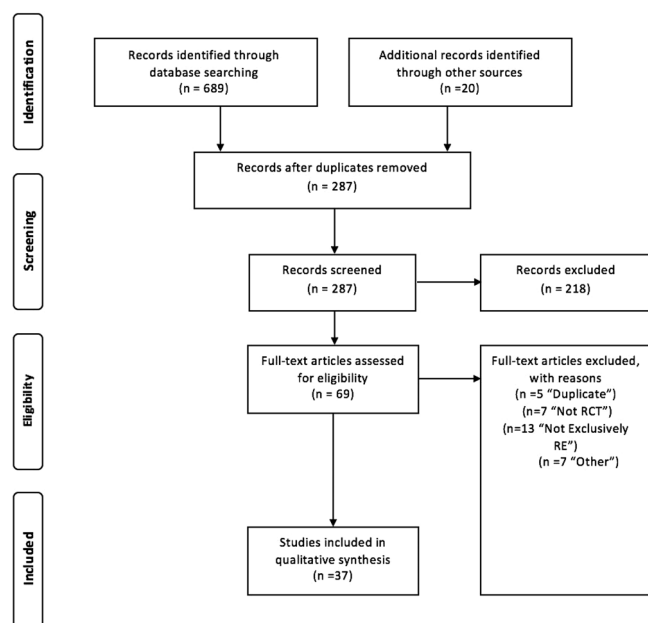 Identification
Records identified through
database searching
(n = 689)
Additional records identified
through other sources
(n =20)
Records after duplicates removed
(n = 287)
Screening
Records screened
(n = 287)
Records excluded
(n = 218)
Eligibility
Full-text articles assessed
for eligibility
(n = 69)
Full-text articles excluded,
with reasons
(n =5 “Duplicate”)
(n=7 “Not RCT”)
(n=13 “Not Exclusively
RE”)
(n =7 “Other”)
Included
Studies included in
qualitative synthesis
(n =37)